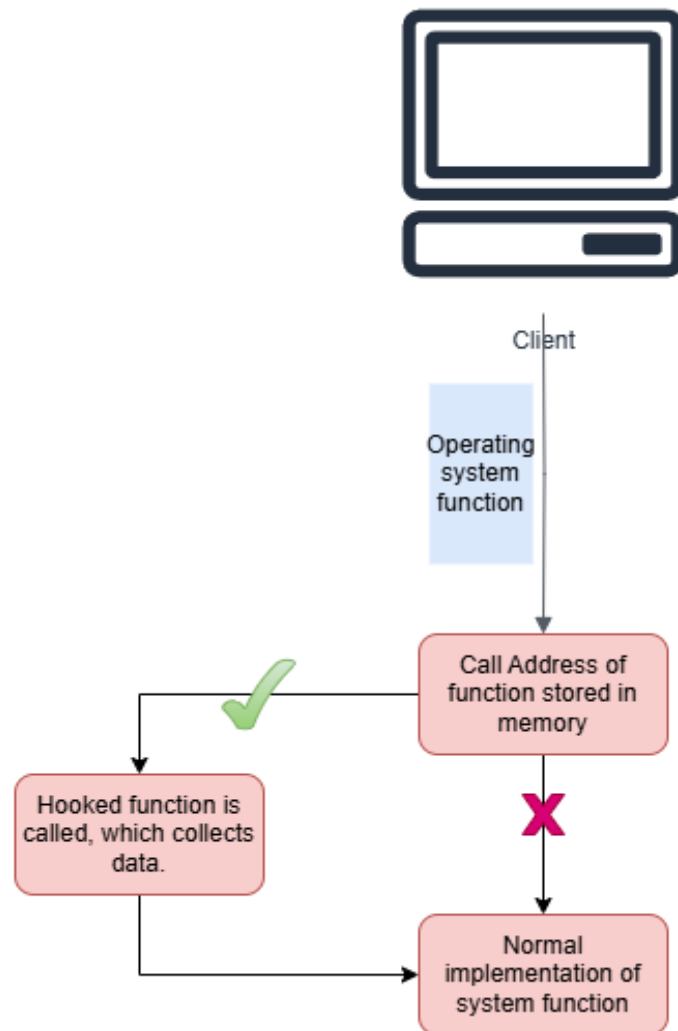 Client
Operating
system
function
Call Address of
function stored in
memory
Hooked function is
called, which collects
data.
Normal
implementation of
system function